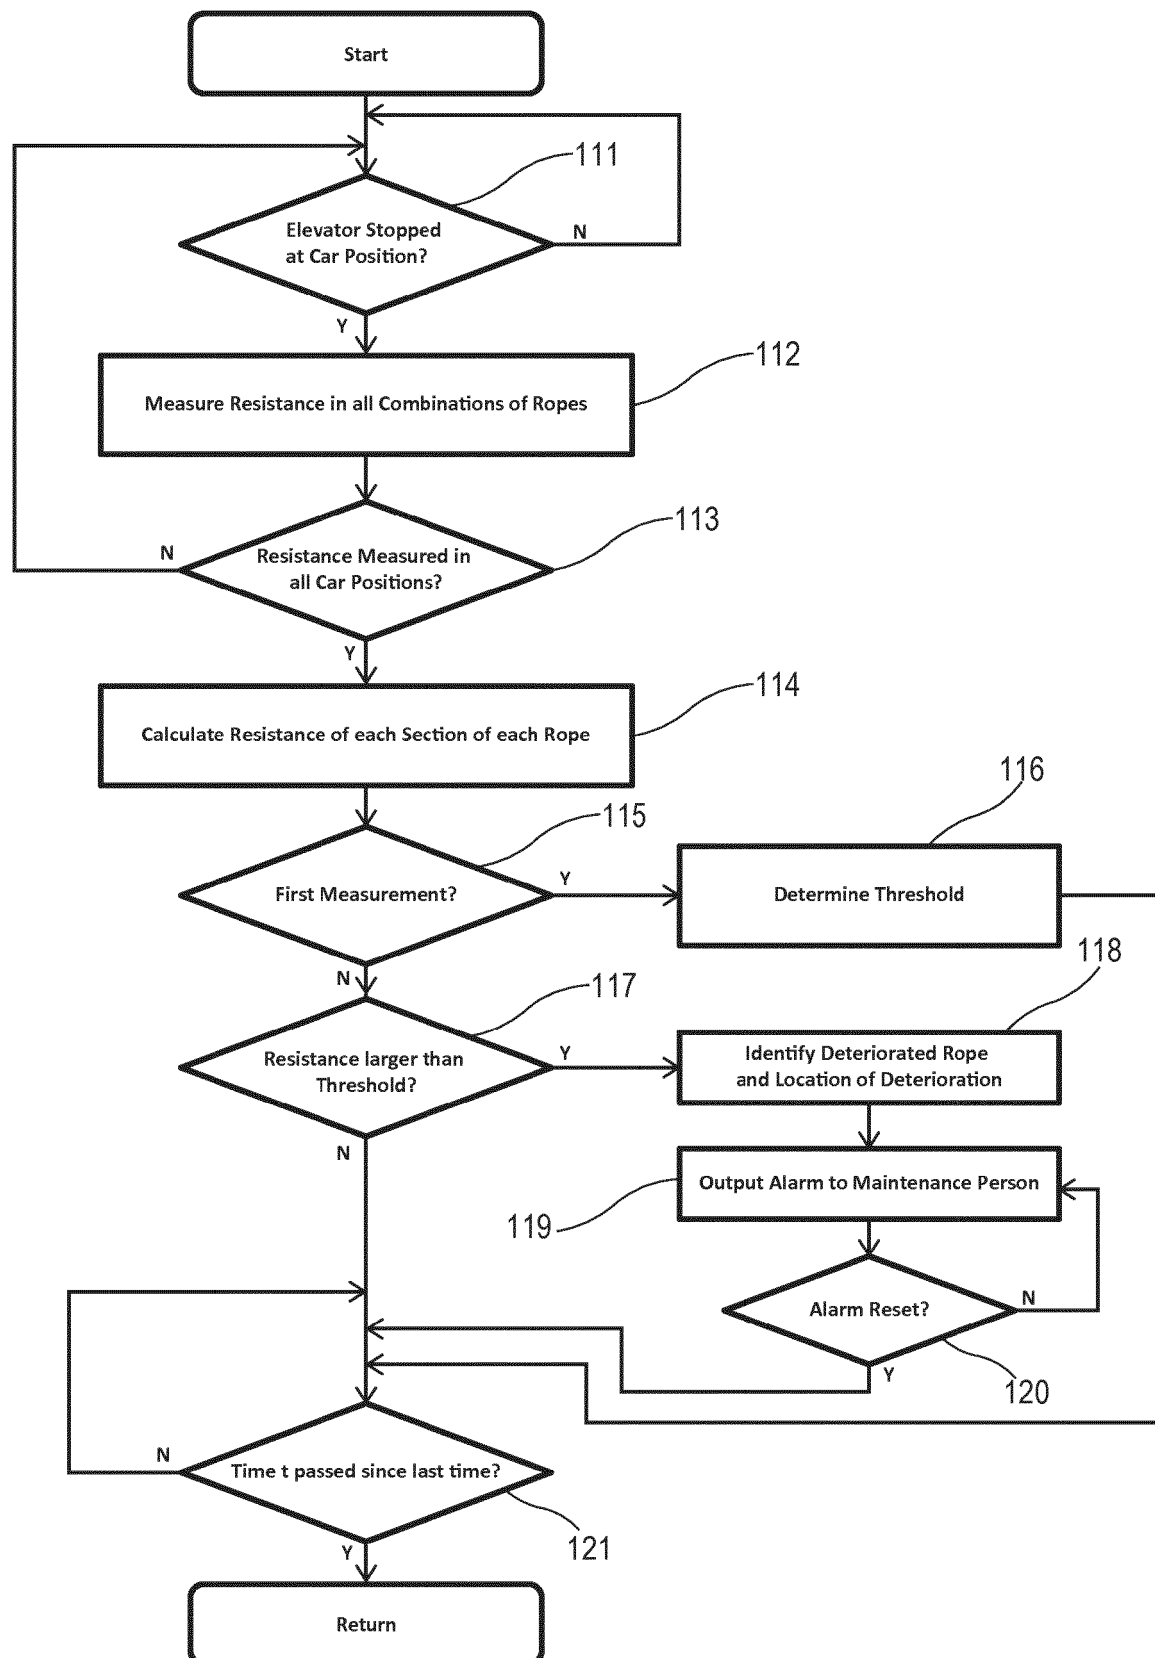 Start
111
Elevator Stopped
at Car Position?
N
Y
112
Measure Resistance in all Combinations of Ropes
113
N
Resistance Measured in
all Car Positions?
Y
114
Calculate Resistance of each Section of each Rope
116
115
Y
First Measurement?
Determine Threshold
118
N
117
Y
Resistance larger than
Threshold?
Identify Deteriorated Rope
and Location of Deterioration
N
Output Alarm to Maintenance Person
119
N
Alarm Reset?
Y
120
N
Time t passed since last time?
121
Y
Return